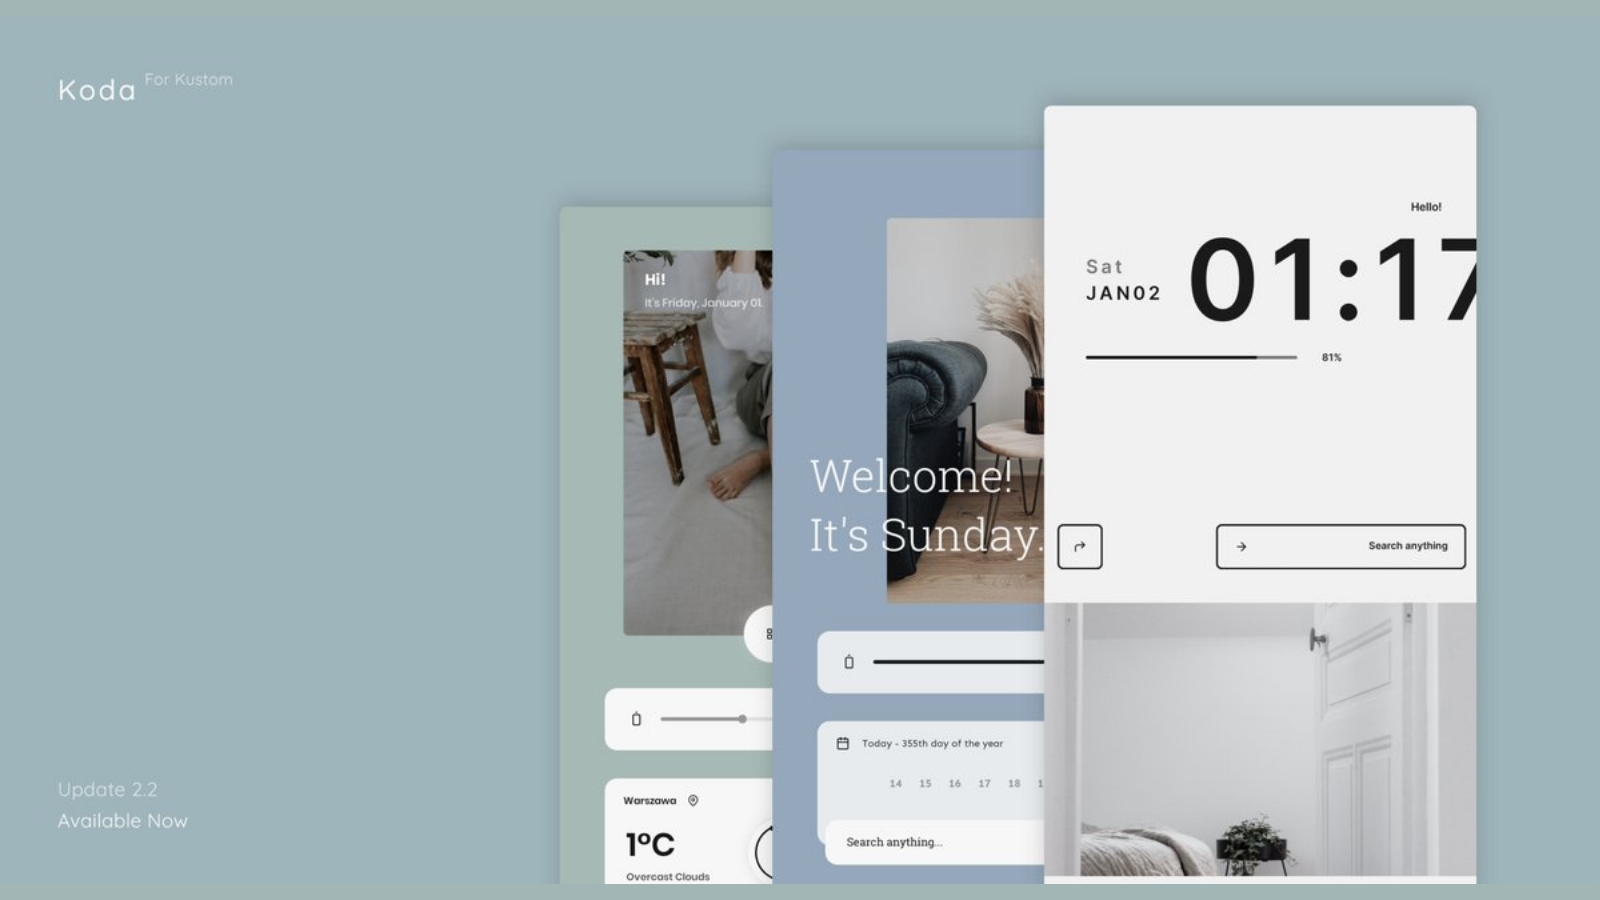 Koda For Kustom
Update 2.2
Available Now
Hi!
It's Friday, January 01.
Warszawa
1°C
Overcast Clouds
Welcome!
It's Sunday.
Today - 355th day of the year
14 15 16 17 18
Search anything...
Hello!
Sat
JAN02
01:17
81%
Search anything